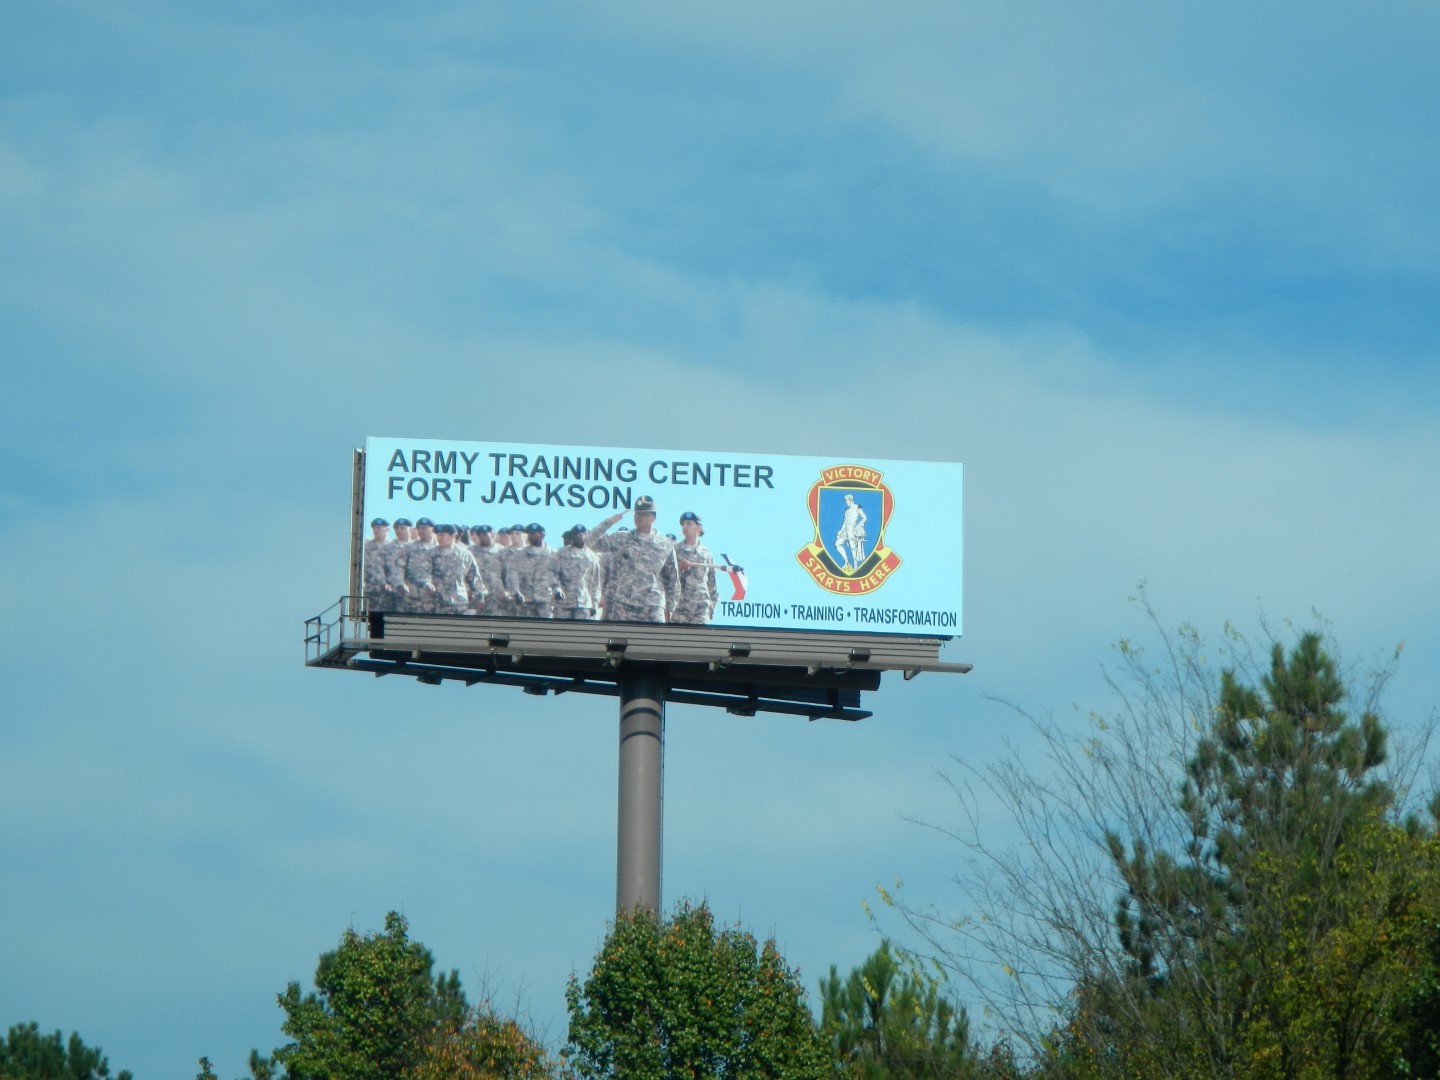 ARMY TRAINING CENTER
FORT JACKSON
VICTORY
STARTS HERE
TRADITION • TRAINING • TRANSFORMATION